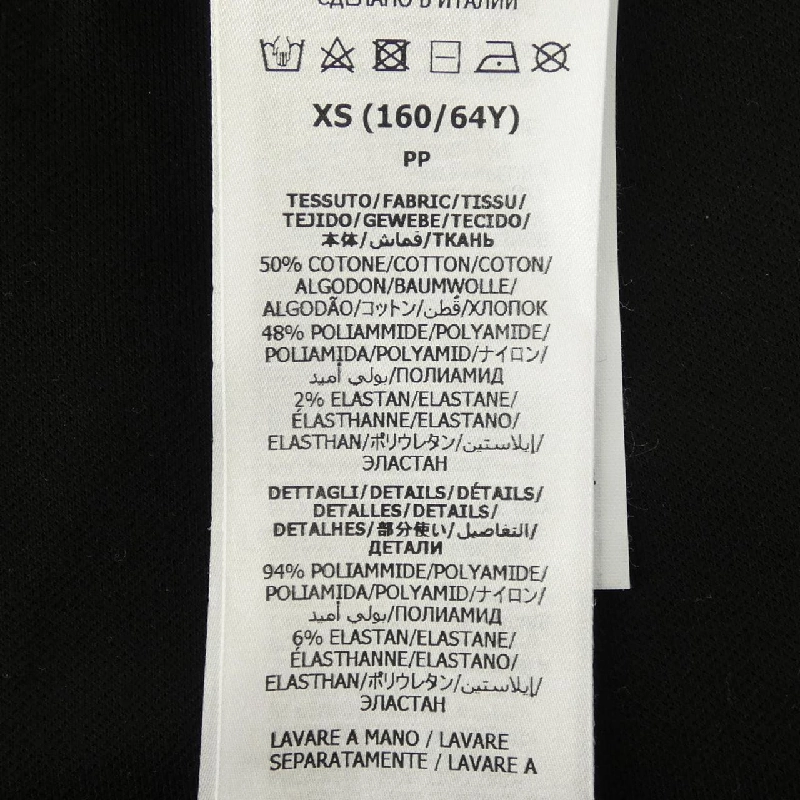 СДЕЛАНО В ИТАЛИИ
XS (160/64Y)
PP
TESSUTO/FABRIC/TISSU/
TEJIDO/GEWEBE/TECIDO/
本体/قماش/ТКАНЬ
50% COTONE/COTTON/COTON/
ALGODON/BAUMWOLLE/
ALGODÃO/コットン/قُطن/ХЛОПОК
48% POLIAMMIDE/POLYAMIDE/
POLIAMIDA/POLYAMID/ナイロン/
بولي أميد/ПОЛИАМИД
2% ELASTAN/ELASTANE/
ÉLASTHANNE/ELASTANO/
ELASTHAN/ポリウレタン/إيلاستين/
ЭЛАСТАН
DETTAGLI/DETAILS/DÉTAILS/
DETALLES/DETAILS/
DETALHES/部分使い/التفاصيل/
ДЕТАЛИ
94% POLIAMMIDE/POLYAMIDE/
POLIAMIDA/POLYAMID/ナイロン/
بولي أميد/ПОЛИАМИД
6% ELASTAN/ELASTANE/
ÉLASTHANNE/ELASTANO/
ELASTHAN/ポリウレタン/إيلاستين/
ЭЛАСТАН
LAVARE A MANO / LAVARE
SEPARATAMENTE / LAVARE A